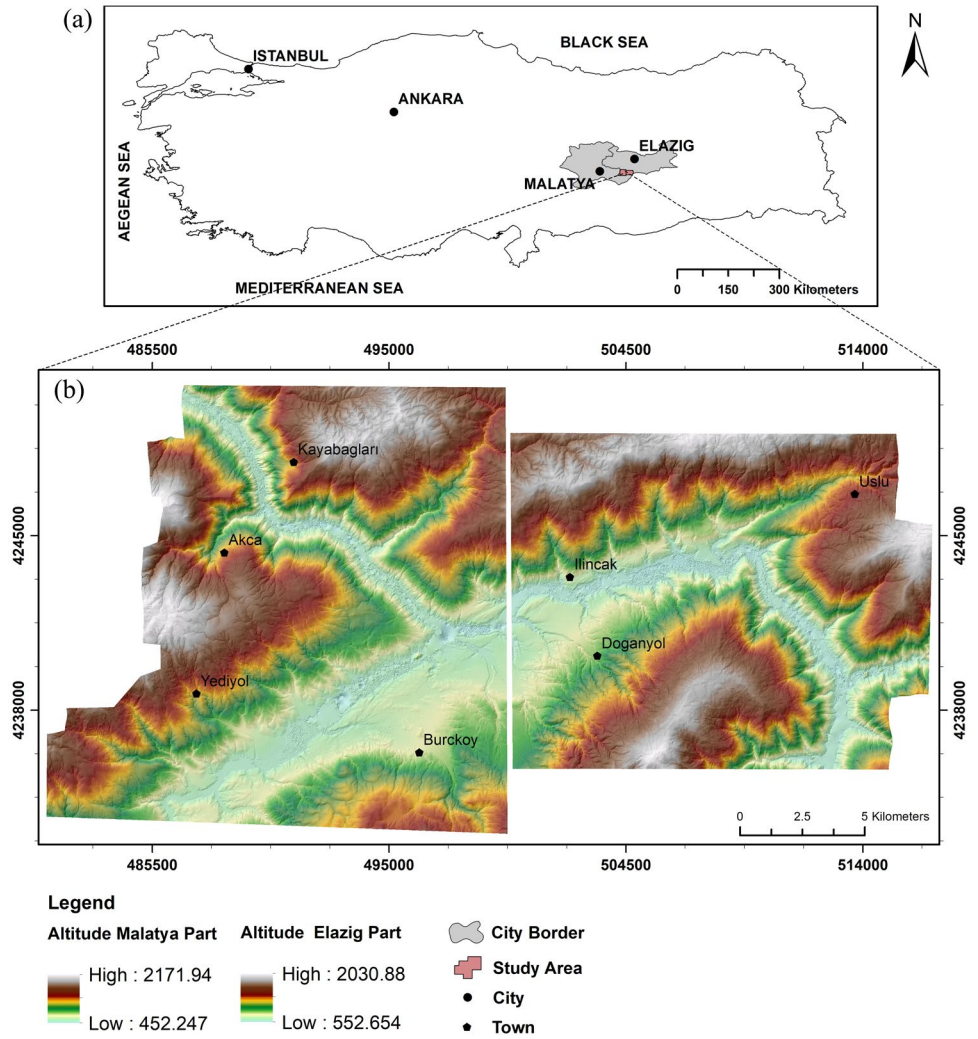 (a)
N
BLACK SEA
ISTANBUL
ANKARA
AEGEAN SEA
ELAZIG
MALATYA
MEDITERRANEAN SEA
0 150 300 Kilometers
485500 495000 504500 514000
(b)
Kayabagları
Uslu
4245000 4245000
Akca
Ilincak
Doganyol
Yediyol
4238000 4238000
Burckoy
0 2.5 5 Kilometers
485500 495000 504500 514000
Legend
Altitude Malatya Part Altitude Elazig Part City Border
High : 2171.94 High : 2030.88 Study Area
City
Low : 452.247 Low : 552.654 Town